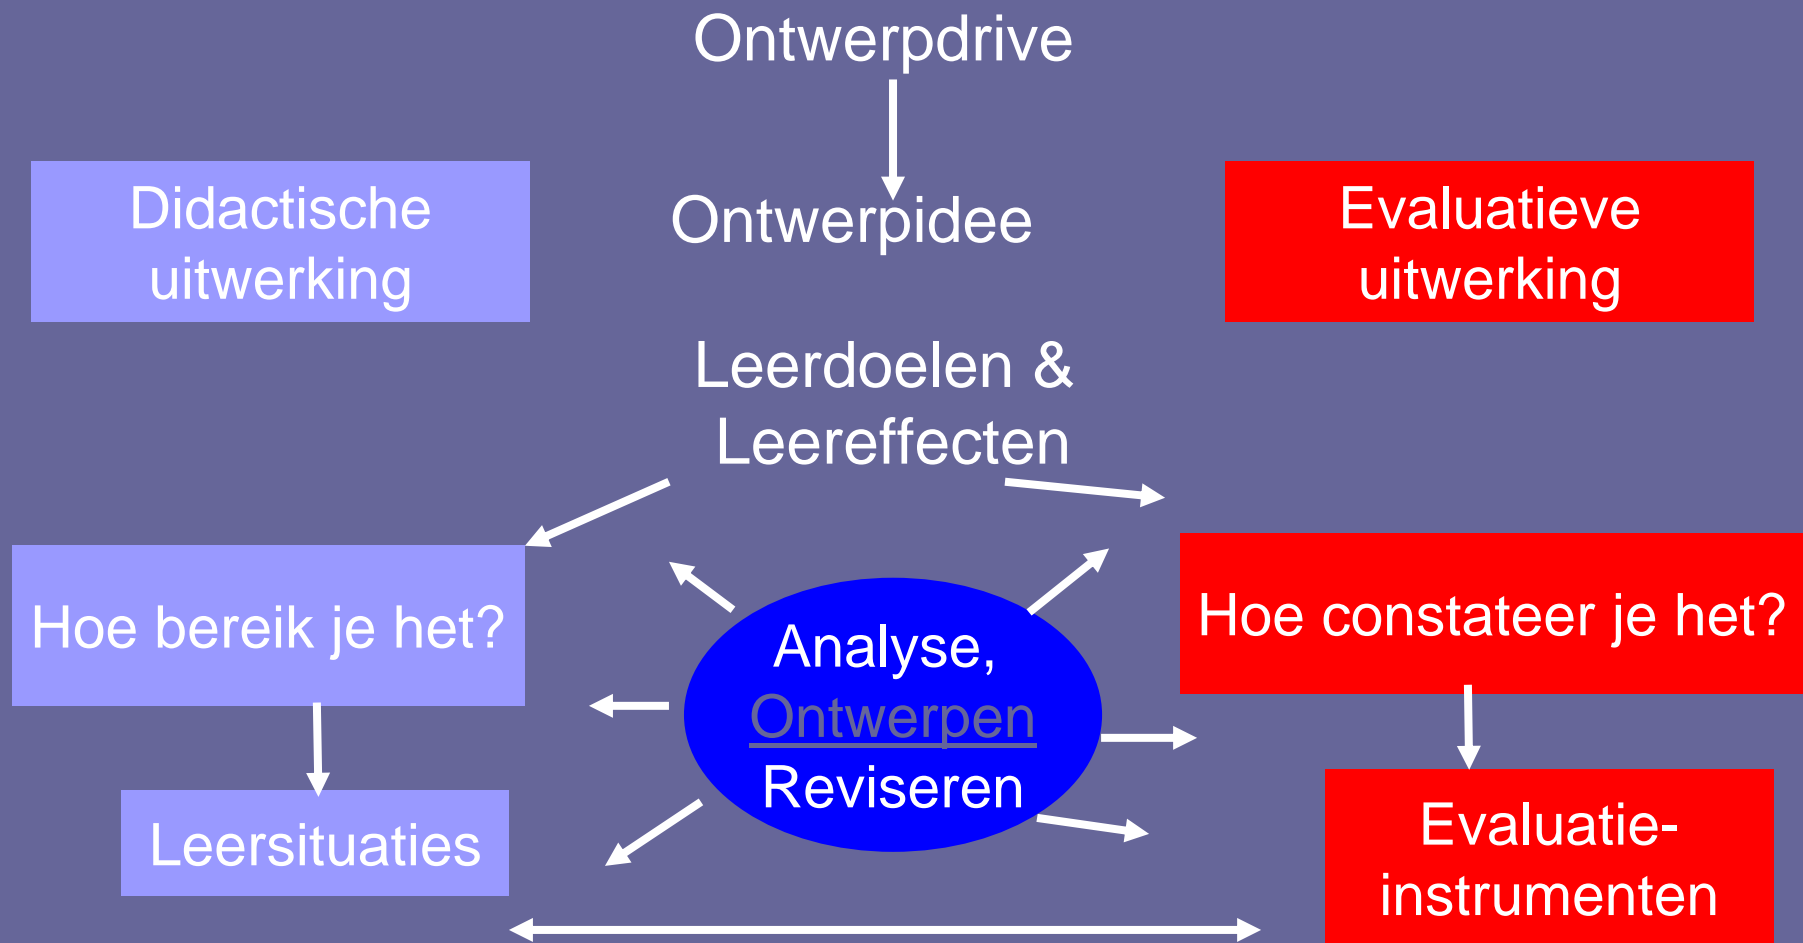 Ontwerpdrive
Didactische
uitwerking
Ontwerpidee
Evaluatieve
uitwerking
Leerdoelen &
Leereffecten
Hoe bereik je het?
Analyse,
Ontwerpen
Reviseren
Hoe constateer je het?
Leersituaties
Evaluatie-
instrumenten